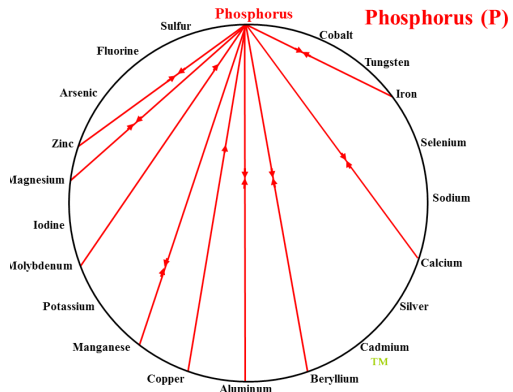 Phosphorus
Phosphorus (P)
Sulfur
Cobalt
Fluorine
Tungsten
Arsenic
Iron
Zinc
Selenium
Magnesium
Sodium
Iodine
Molybdenum
Calcium
Potassium
Silver
Manganese
Cadmium
TM
Copper
Beryllium
Aluminum